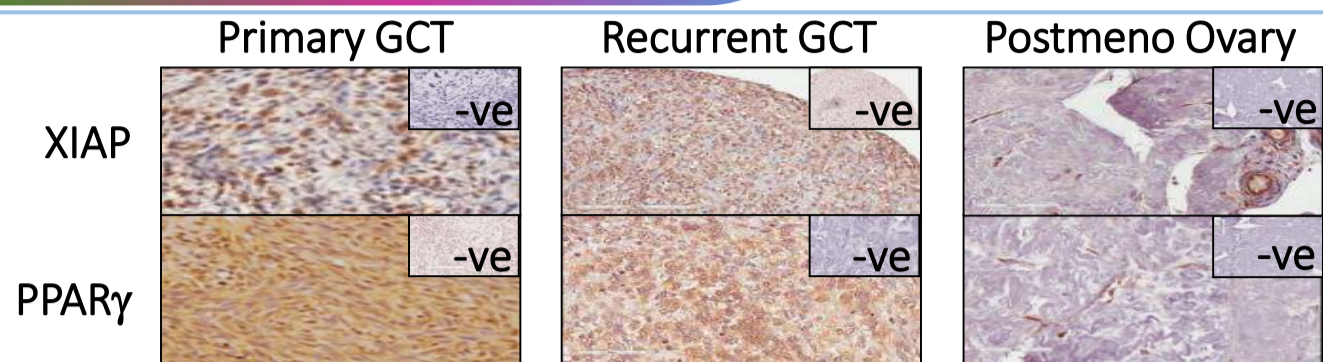 Primary GCT Recurrent GCT Postmeno Ovary
XIAP -ve -ve -ve
PPARγ -ve -ve -ve